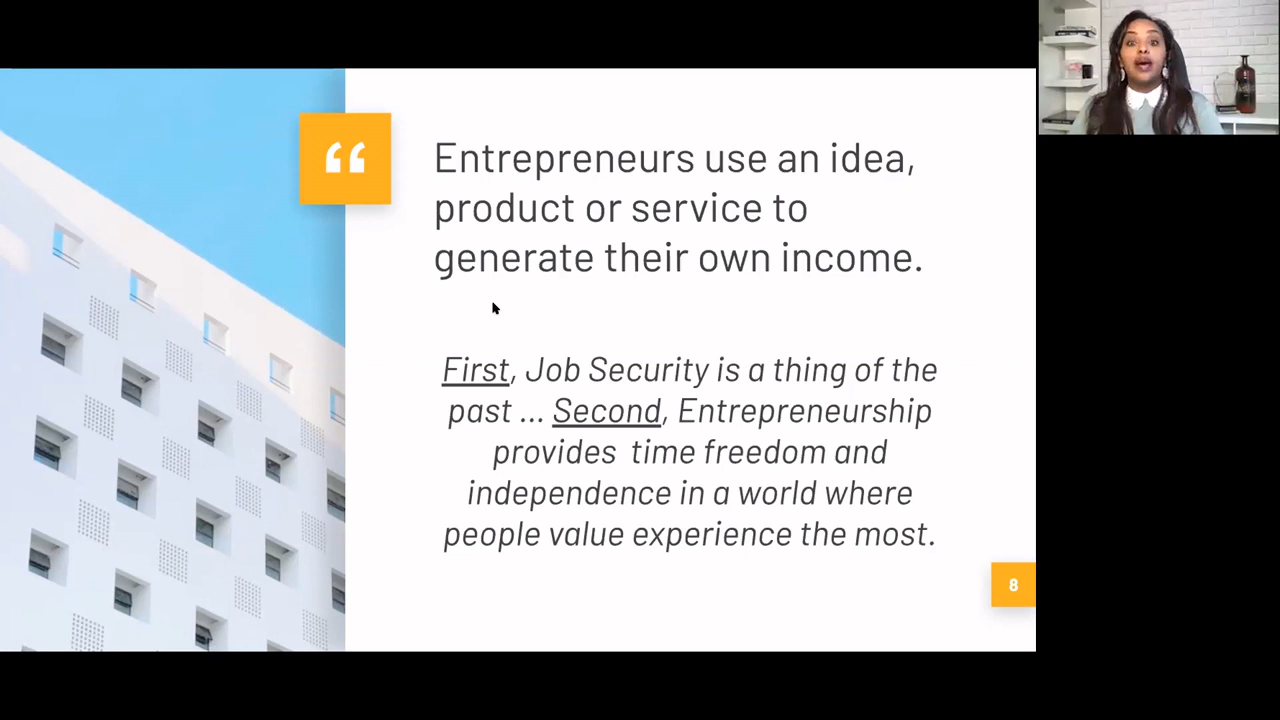 “
Entrepreneurs use an idea,
product or service to
generate their own income.
First, Job Security is a thing of the
past ... Second, Entrepreneurship
provides  time freedom and
independence in a world where
people value experience the most.
8